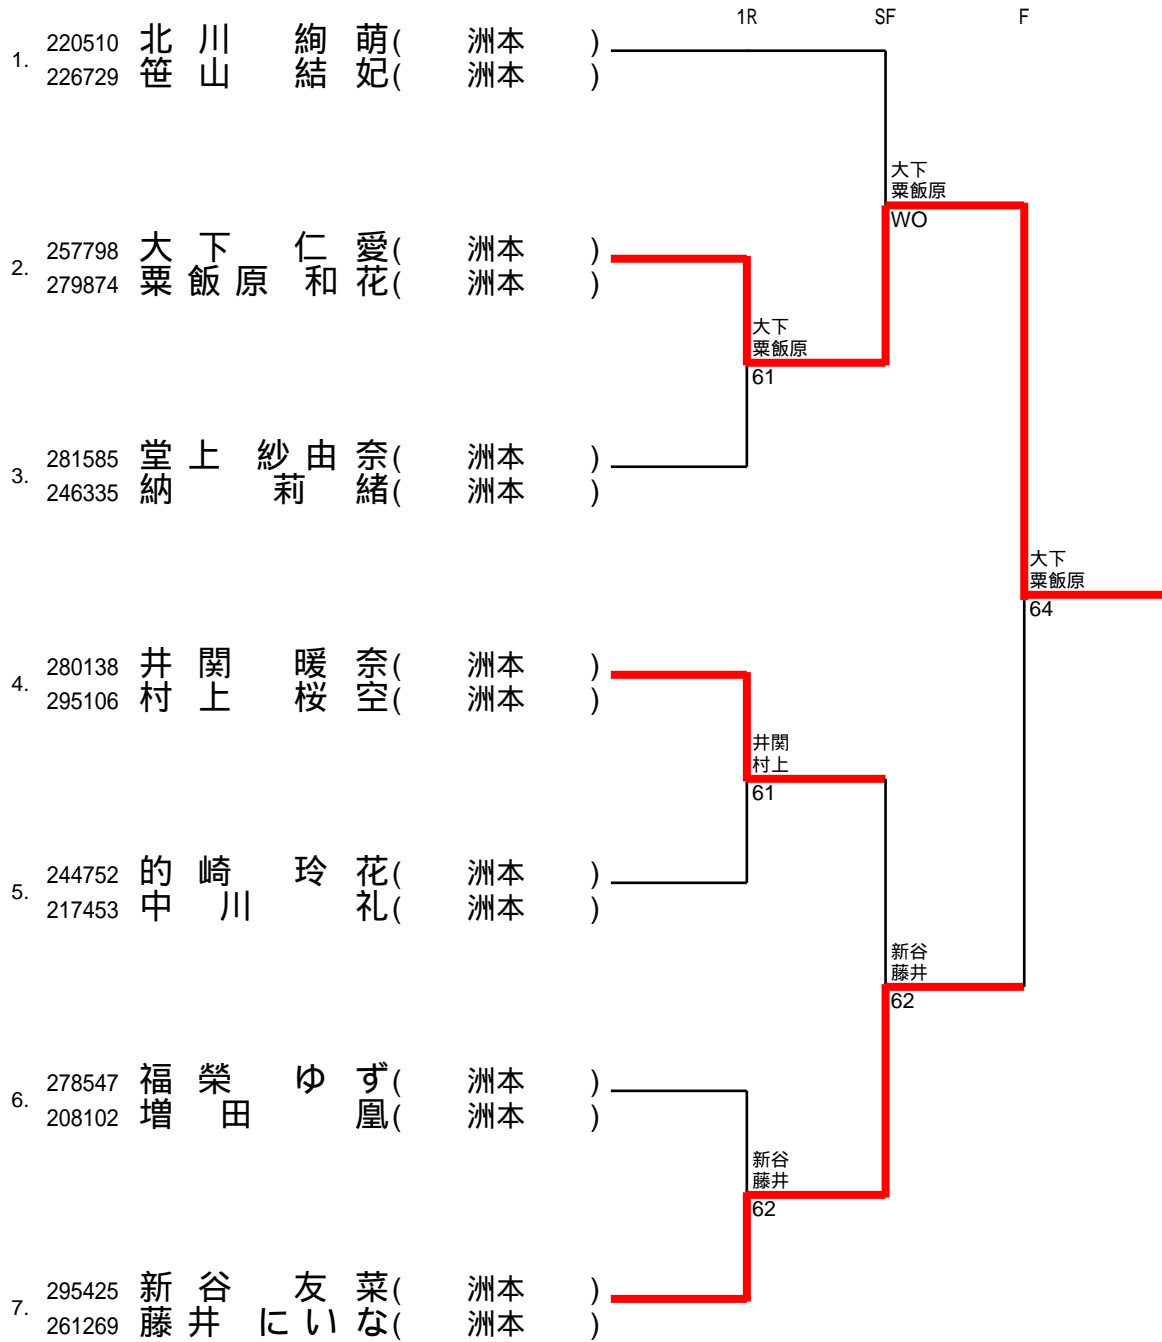 1R SF F
1. 220510 北川 絢萌( 洲本 )
226729 笹山 結妃( 洲本 )
大下
粟飯原
WO
2. 257798 大下 仁愛( 洲本 )
279874 粟飯原 和花( 洲本 )
大下
粟飯原
61
3. 281585 堂上 紗由奈( 洲本 )
246335 納 莉緒( 洲本 )
大下
粟飯原
64
4. 280138 井関 暖奈( 洲本 )
295106 村上 桜空( 洲本 )
井関
村上
61
5. 244752 的崎 玲花( 洲本 )
217453 中川 礼( 洲本 )
新谷
藤井
62
6. 278547 福榮 ゆず( 洲本 )
208102 増田 凰( 洲本 )
新谷
藤井
62
7. 295425 新谷 友菜( 洲本 )
261269 藤井 にいな( 洲本 )